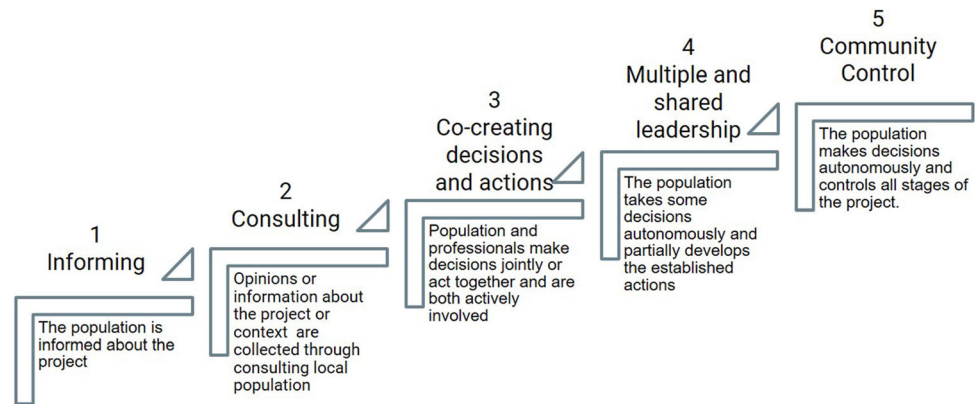 1
Informing
The population is
informed about the
project
2
Consulting
Opinions or
information about
the project or
context are
collected through
consulting local
population
3
Co-creating
decisions
and actions
Population and
professionals make
decisions jointly or
act together and are
both actively
involved
4
Multiple and
shared
leadership
The population
takes some
decisions
autonomously and
partially develops
the established
actions
5
Community
Control
The population
makes decisions
autonomously and
controls all stages of
the project.